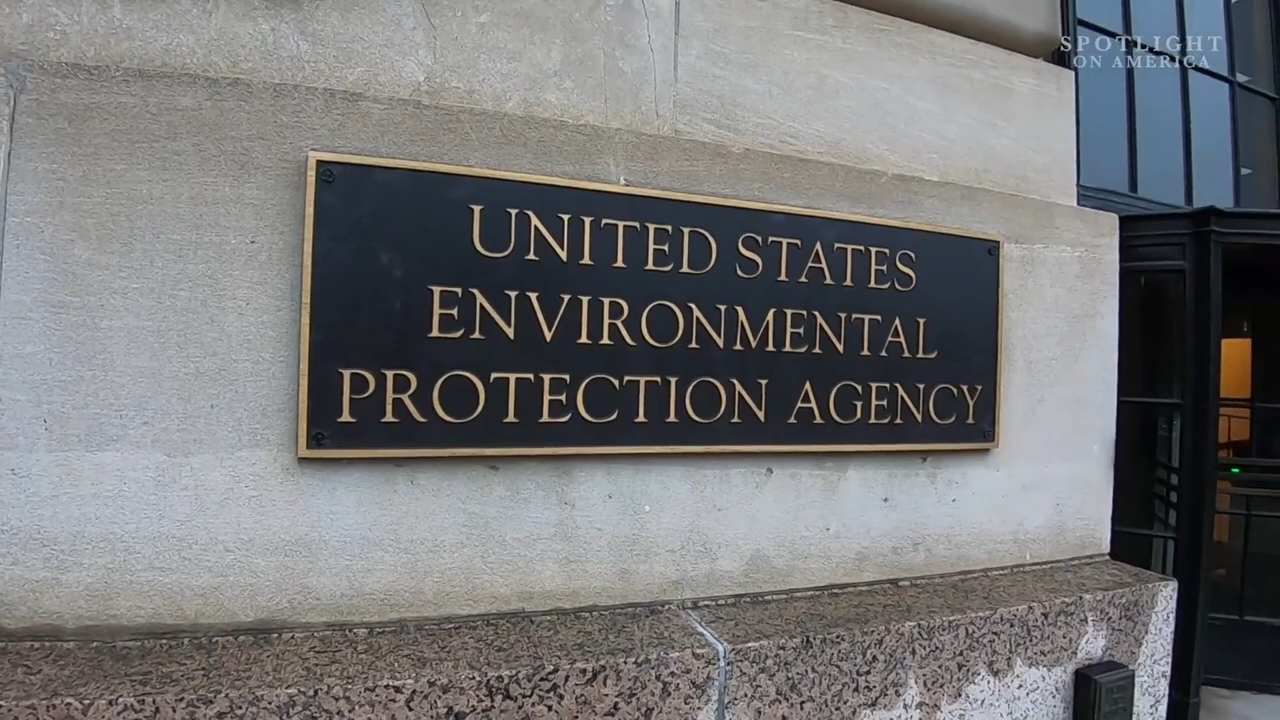 SPOTLIGHT
ON AMERICA
UNITED STATES
ENVIRONMENTAL
PROTECTION AGENCY